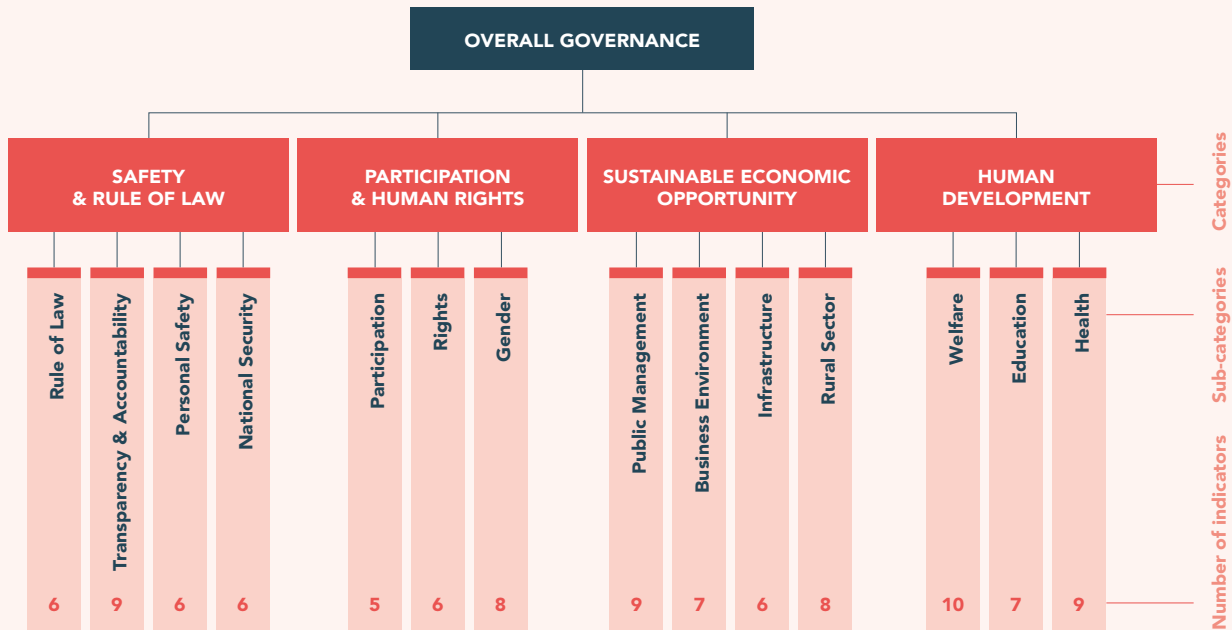 OVERALL GOVERNANCE
SAFETY
& RULE OF LAW
PARTICIPATION
& HUMAN RIGHTS
SUSTAINABLE ECONOMIC
OPPORTUNITY
HUMAN
DEVELOPMENT
Categories
Rule of Law
Transparency & Accountability
Personal Safety
National Security
Participation
Rights
Gender
Public Management
Business Environment
Infrastructure
Rural Sector
Welfare
Education
Health
Sub-categories
6
9
6
6
5
6
8
9
7
6
8
10
7
9
Number of indicators